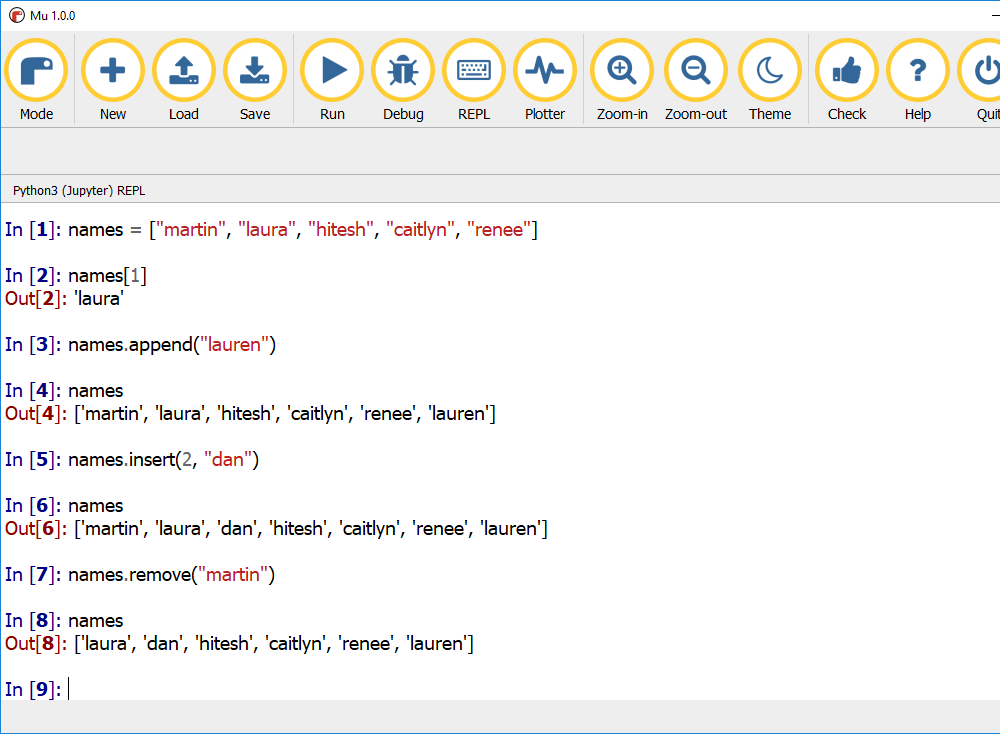 Mu 1.0.0
Mode New Load Save Run Debug REPL Plotter Zoom-in Zoom-out Theme Check Help Quit
Python3 (Jupyter) REPL
In [1]: names = ["martin", "laura", "hitesh", "caitlyn", "renee"]
In [2]: names[1]
Out[2]: 'laura'
In [3]: names.append("lauren")
In [4]: names
Out[4]: ['martin', 'laura', 'hitesh', 'caitlyn', 'renee', 'lauren']
In [5]: names.insert(2, "dan")
In [6]: names
Out[6]: ['martin', 'laura', 'dan', 'hitesh', 'caitlyn', 'renee', 'lauren']
In [7]: names.remove("martin")
In [8]: names
Out[8]: ['laura', 'dan', 'hitesh', 'caitlyn', 'renee', 'lauren']
In [9]: